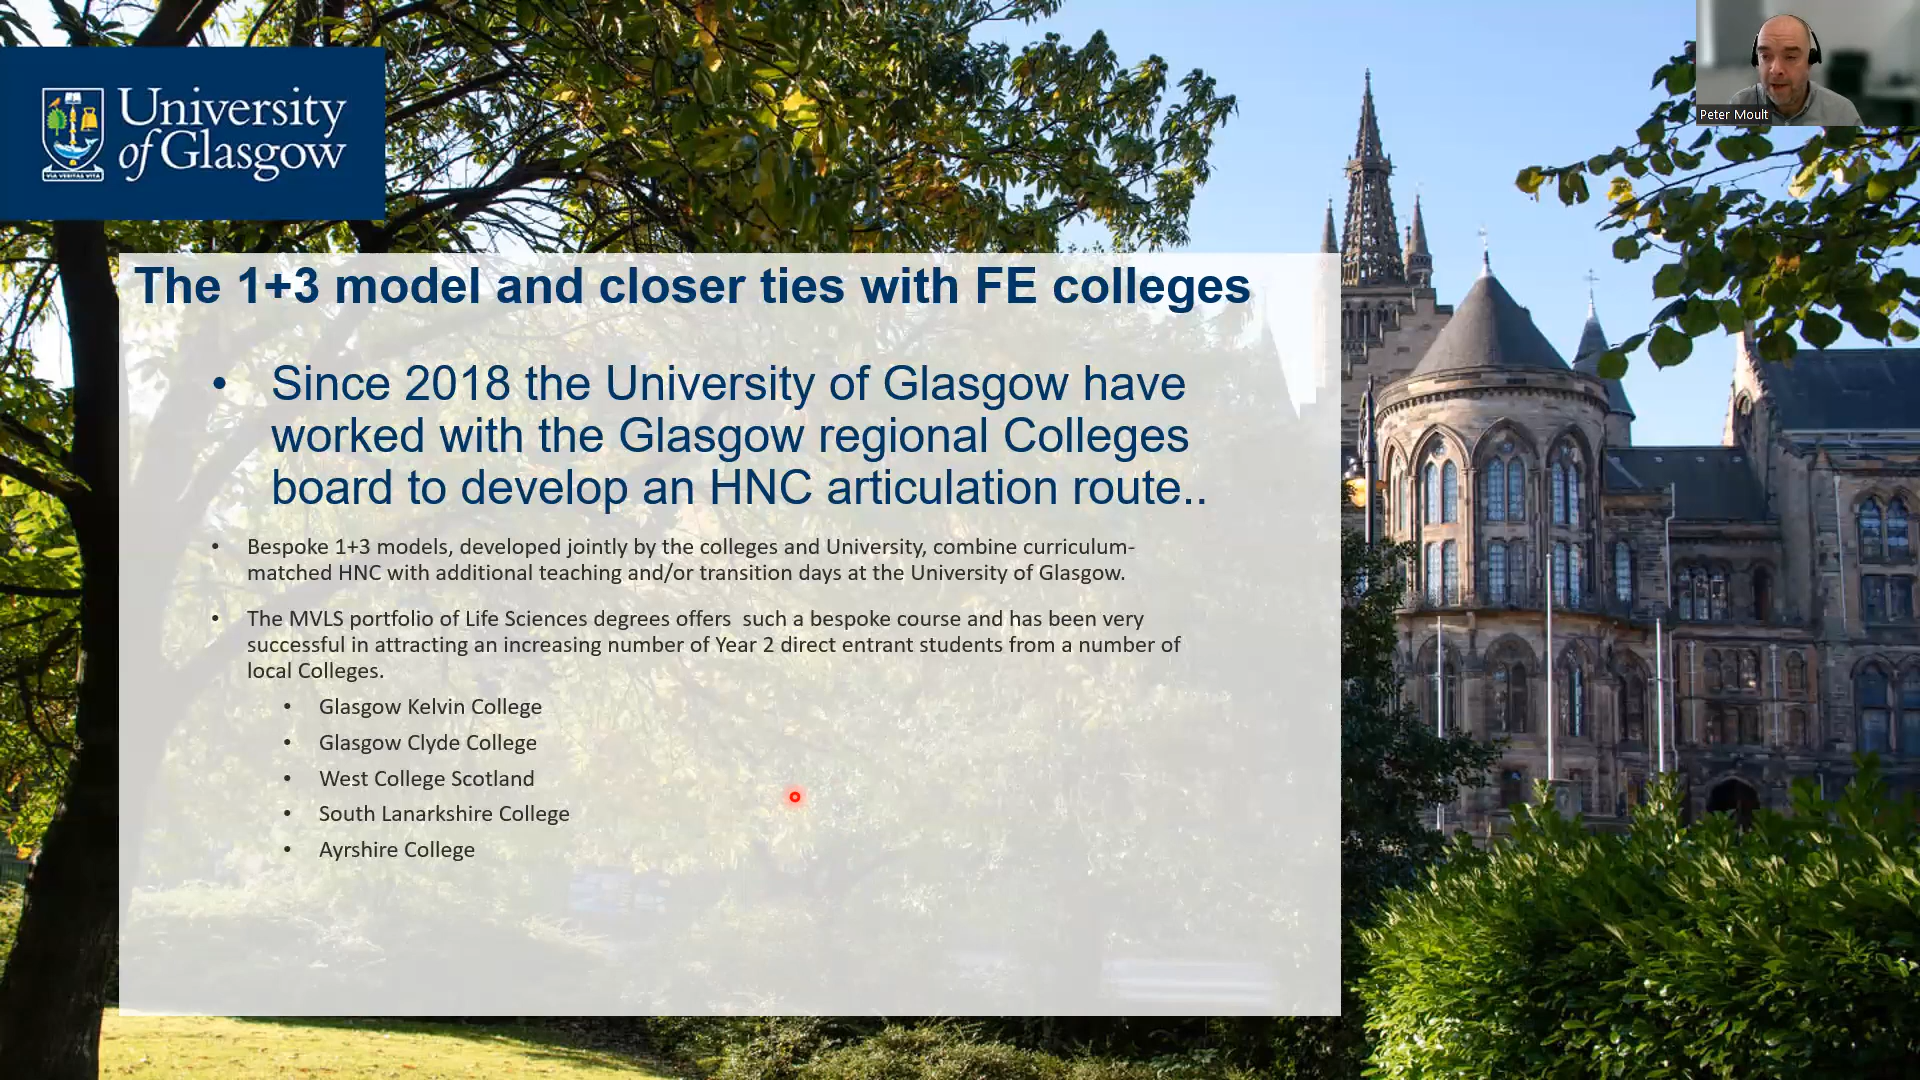 University
of Glasgow
VIA VERITAS VITA
Peter Moult
The 1+3 model and closer ties with FE colleges
• Since 2018 the University of Glasgow have
worked with the Glasgow regional Colleges
board to develop an HNC articulation route..
• Bespoke 1+3 models, developed jointly by the colleges and University, combine curriculum-
matched HNC with additional teaching and/or transition days at the University of Glasgow.
• The MVLS portfolio of Life Sciences degrees offers  such a bespoke course and has been very
successful in attracting an increasing number of Year 2 direct entrant students from a number of
local Colleges.
• Glasgow Kelvin College
• Glasgow Clyde College
• West College Scotland
• South Lanarkshire College
• Ayrshire College